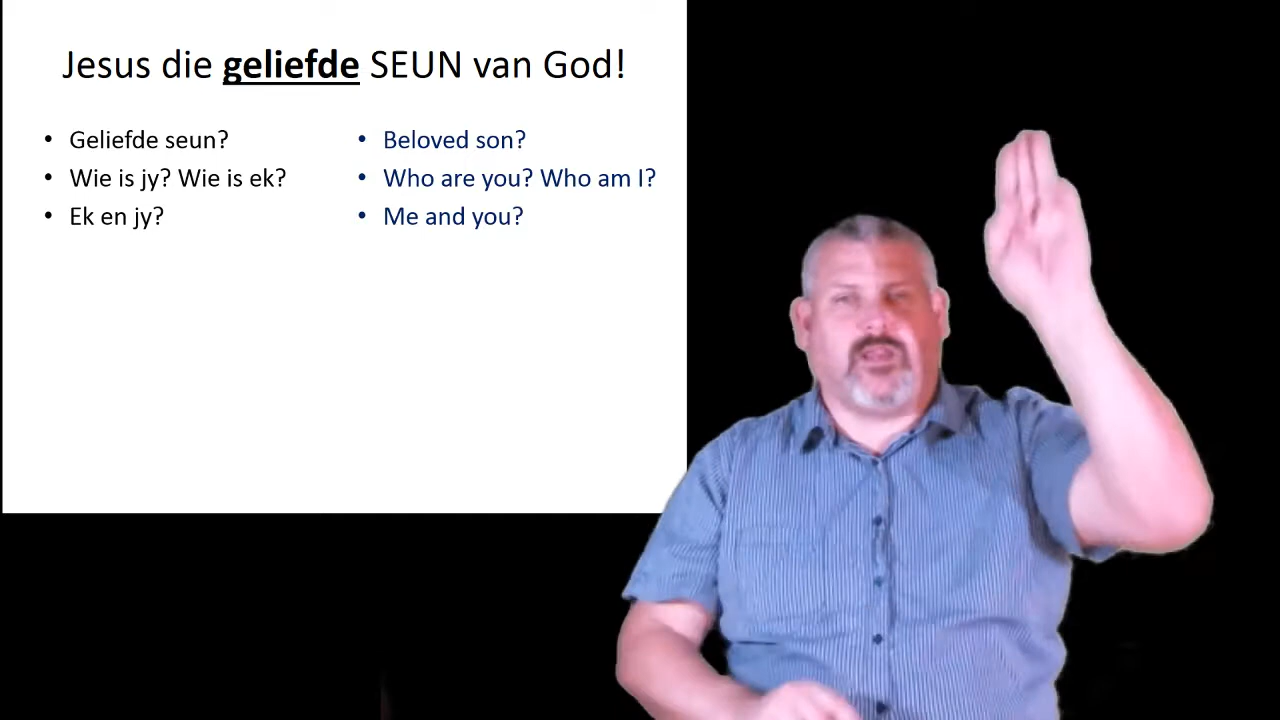 Jesus die geliefde SEUN van God!
• Geliefde seun?
• Wie is jy? Wie is ek?
• Ek en jy?
• Beloved son?
• Who are you? Who am I?
• Me and you?